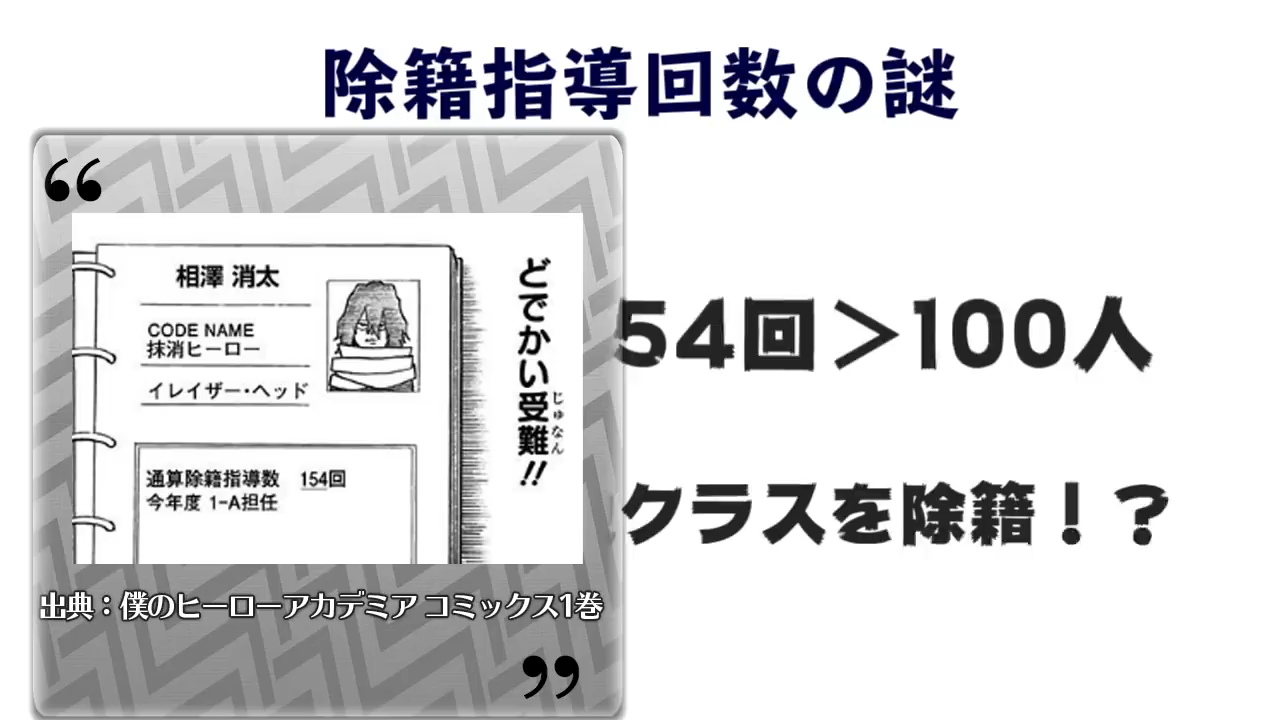 除籍指導回数の謎
“
相澤 消太
CODE NAME
抹消ヒーロー
イレイザー・ヘッド
通算除籍指導数 154回
今年度 1-A担任
どでかい受難!!
じゅなん
出典：僕のヒーローアカデミア コミックス1巻
”
54回＞100人
クラスを除籍！？